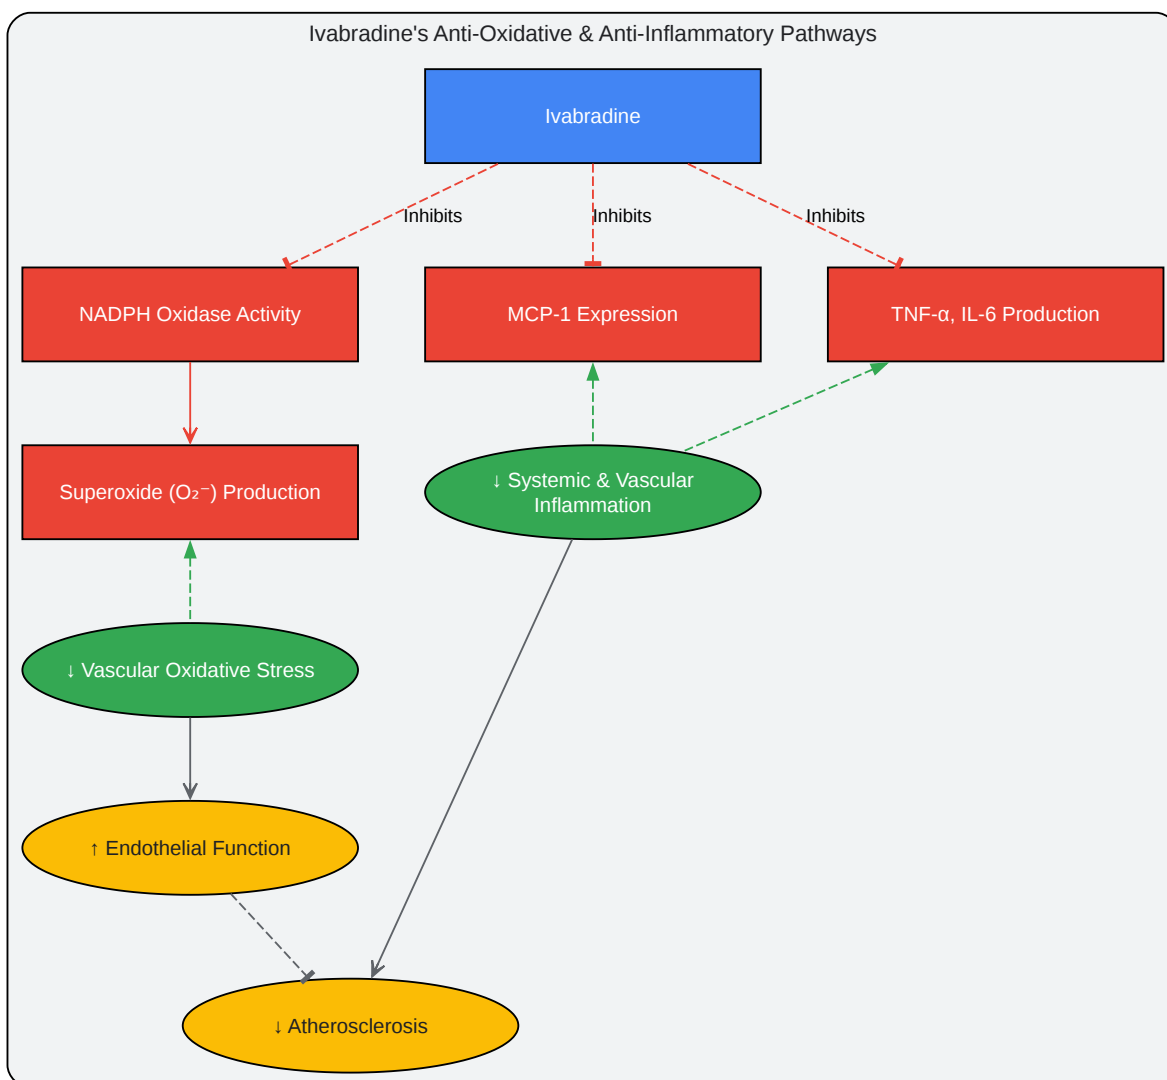 Ivabradine's Anti-Oxidative & Anti-Inflammatory Pathways
Ivabradine
Inhibits
Inhibits
Inhibits
NADPH Oxidase Activity
MCP-1 Expression
TNF-α, IL-6 Production
Superoxide (O₂⁻) Production
↓ Systemic & Vascular
Inflammation
↓ Vascular Oxidative Stress
↑ Endothelial Function
↓ Atherosclerosis